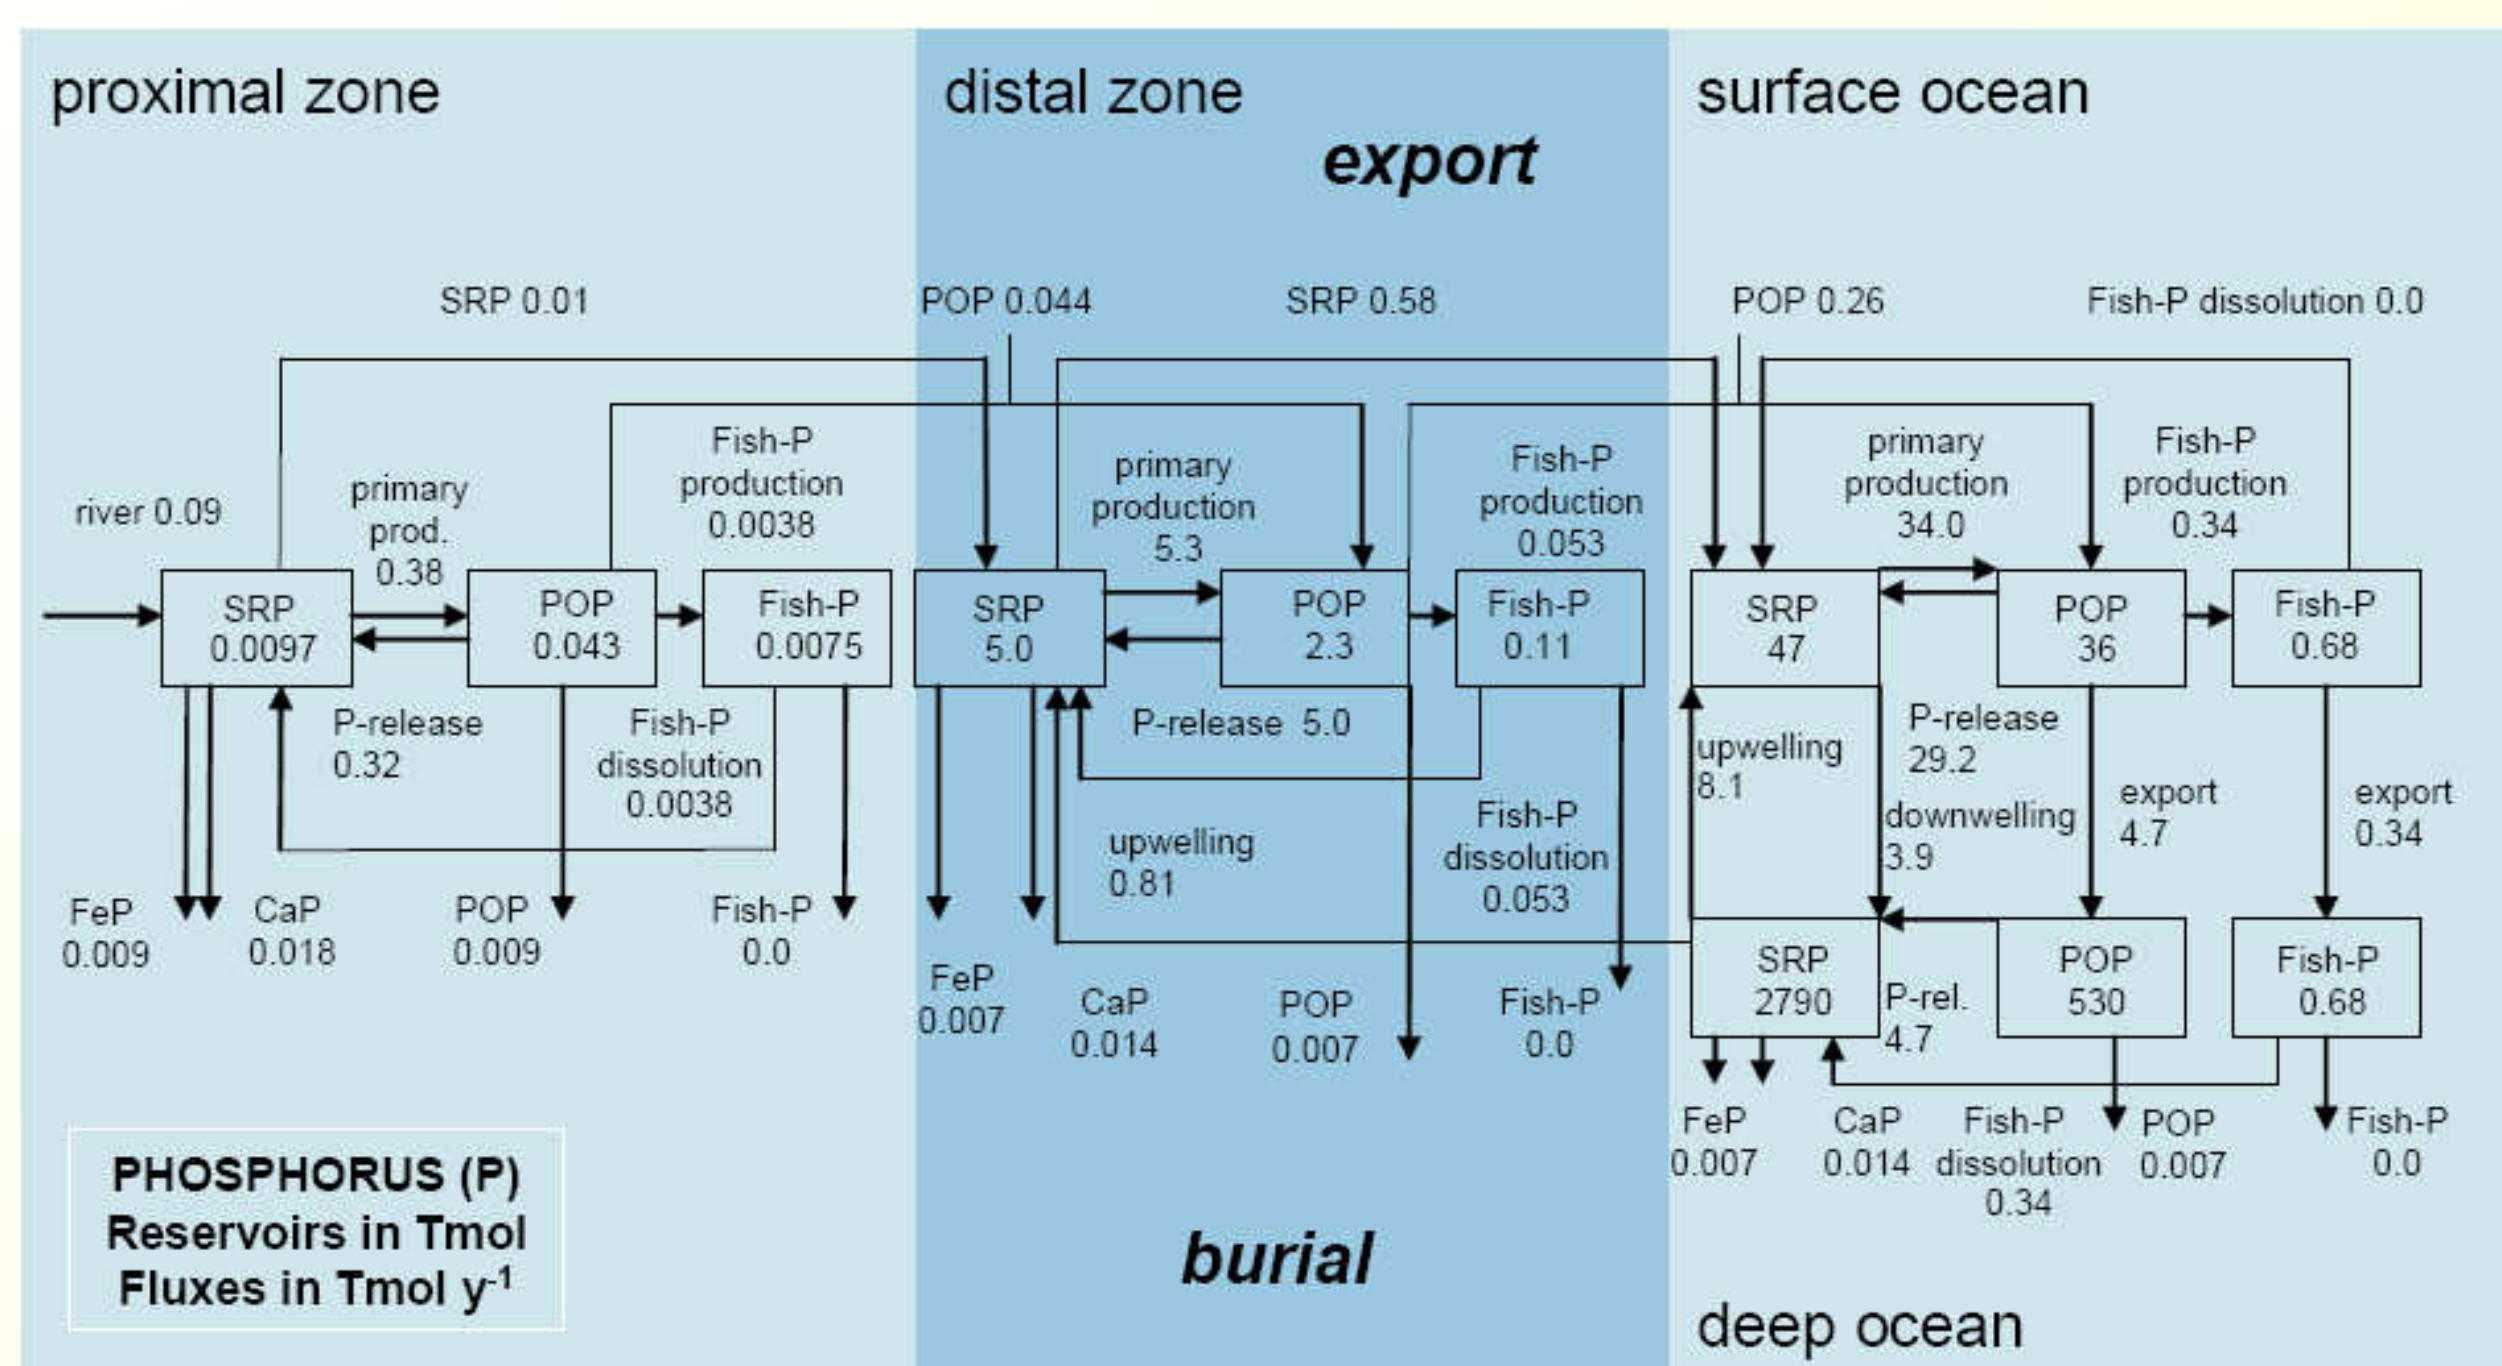 proximal zone
distal zone
surface ocean
export
SRP 0.01
POP 0.044
SRP 0.58
POP 0.26
Fish-P dissolution 0.0
river 0.09
primary
prod.
0.38
Fish-P
production
0.0038
primary
production
5.3
Fish-P
production
0.053
primary
production
34.0
Fish-P
production
0.34
SRP
0.0097
POP
0.043
Fish-P
0.0075
SRP
5.0
POP
2.3
Fish-P
0.11
SRP
47
POP
36
Fish-P
0.68
P-release
0.32
Fish-P
dissolution
0.0038
P-release 5.0
upwelling
0.81
Fish-P
dissolution
0.053
upwelling
8.1
P-release
29.2
downwelling
3.9
export
4.7
export
0.34
FeP
0.009
CaP
0.018
POP
0.009
Fish-P
0.0
FeP
0.007
CaP
0.014
POP
0.007
Fish-P
0.0
SRP
2790
P-rel.
4.7
POP
530
Fish-P
0.68
FeP
0.007
CaP
0.014
Fish-P
dissolution
0.34
POP
0.007
Fish-P
0.0
PHOSPHORUS (P)
Reservoirs in Tmol
Fluxes in Tmol y⁻¹
burial
deep ocean